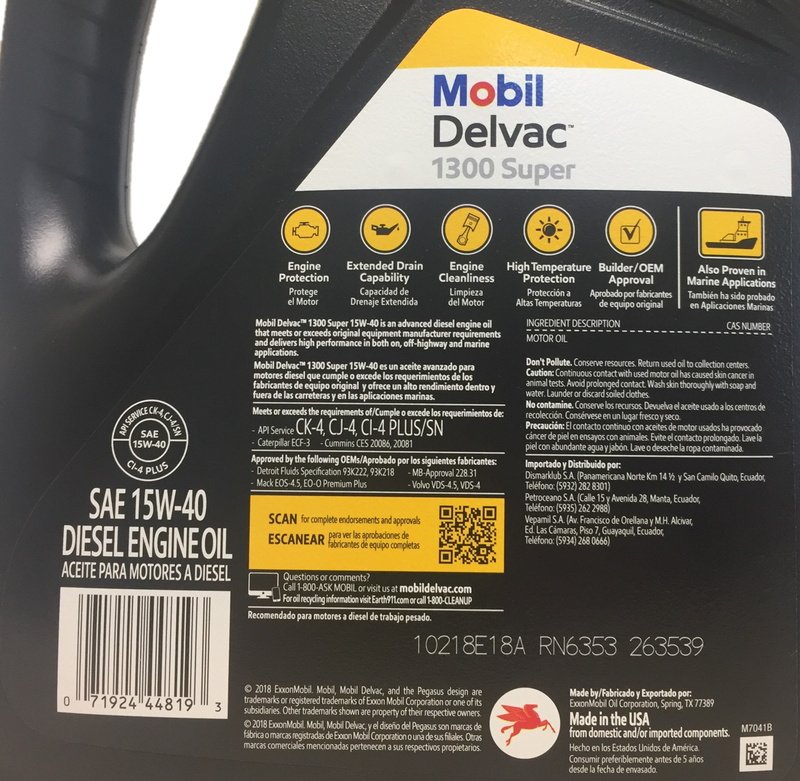 Mobil
Delvac™
1300 Super
Engine
Protection
Protege
el Motor
Extended Drain
Capability
Capacidad de
Drenaje Extendida
Engine
Cleanliness
Limpieza
del Motor
High Temperature
Protection
Protección a
Altas Temperaturas
Builder/OEM
Approval
Aprobado por fabricantes
de equipo original
Also Proven in
Marine Applications
También ha sido probado
en Aplicaciones Marinas
Mobil Delvac™ 1300 Super 15W-40 is an advanced diesel engine oil
that meets or exceeds original equipment manufacturer requirements
and delivers high performance in both on, off-highway and marine
applications.
Mobil Delvac™ 1300 Super 15W-40 es un aceite avanzado para
motores diesel que cumple o excede los requerimientos de los
fabricantes de equipo original y ofrece un alto rendimiento dentro y
fuera de las carreteras y en las aplicaciones marinas.
Meets or exceeds the requirements of/Cumple o excede los requerimientos de:
- API Service CK-4, CJ-4, CI-4 PLUS/SN
- Caterpillar ECF-3 - Cummins CES 20086, 20081
Approved by the following OEMs/Aprobado por los siguientes fabricantes:
- Detroit Fluids Specification 93K222, 93K218 - MB-Approval 228.31
- Mack EOS-4.5, EO-O Premium Plus - Volvo VDS-4.5, VDS-4
SCAN for complete endorsements and approvals
ESCANEAR para ver las aprobaciones de
fabricantes de equipo completas
Questions or comments?
Call 1-800-ASK MOBIL or visit us at mobildelvac.com
For oil recycling information visit Earth911.com or call 1-800-CLEANUP
Recomendado para motores a diesel de trabajo pesado.
INGREDIENT DESCRIPTION CAS NUMBER
MOTOR OIL
Don't Pollute. Conserve resources. Return used oil to collection centers.
Caution: Continuous contact with used motor oil has caused skin cancer in
animal tests. Avoid prolonged contact. Wash skin thoroughly with soap and
water. Launder or discard soiled clothes.
No contamine. Conserve los recursos. Devuelva el aceite usado a los centros de
recolección. Consérvese en un lugar fresco y seco.
Precaución: El contacto continuo con aceites de motor usado ha provocado
cáncer de piel en ensayos con animales. Evite el contacto prolongado. Lave la
piel con abundante agua y jabón. Lave o deseche la ropa contaminada.
Importado y Distribuido por:
Dismarklub S.A. (Panamericana Norte Km 14 ½ y San Camilo Quito, Ecuador,
Teléfono: (5932) 282 8301)
Petroceano S.A. (Calle 15 y Avenida 28, Manta, Ecuador,
Teléfono: (5935) 262 2988)
Vepamil S.A. (Av. Francisco de Orellana y M.H. Alcivar,
Ed. Las Cámaras, Piso 7, Guayaquil, Ecuador,
Teléfono: (5934) 268 0666)
API SERVICE CK-4, CJ-4/SN
SAE
15W-40
CI-4 PLUS
SAE 15W-40
DIESEL ENGINE OIL
ACEITE PARA MOTORES A DIESEL
0 71924 44819 3
10218E18A RN6353 263539
© 2018 ExxonMobil. Mobil, Mobil Delvac, and the Pegasus design are
trademarks or registered trademarks of Exxon Mobil Corporation or one of its
subsidiaries. Other trademarks shown are property of their respective owners.
© 2018 ExxonMobil. Mobil, Mobil Delvac, y el diseño del Pegasus son marcas de
fábrica o marcas registradas de Exxon Mobil Corporation o una de sus filiales. Otras
marcas comerciales mencionadas pertenecen a sus respectivos propietarios.
Made by/Fabricado y Exportado por:
ExxonMobil Oil Corporation, Spring, TX 77389
Made in the USA
from domestic and/or imported components.
Hecho en los Estados Unidos de América.
Consumir preferiblemente antes de 5 años
desde la fecha de envasado.
M7041B